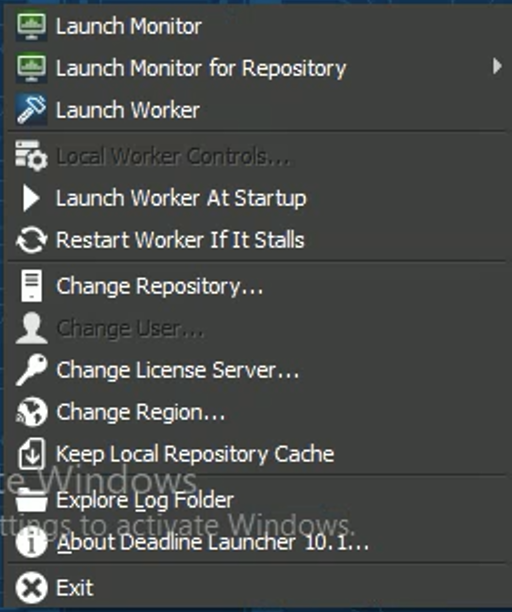 Launch Monitor
Launch Monitor for Repository
Launch Worker
Local Worker Controls...
Launch Worker At Startup
Restart Worker If It Stalls
Change Repository...
Change User...
Change License Server...
Change Region...
Keep Local Repository Cache
te Windows
Explore Log Folder
ttings to activate Windows.
About Deadline Launcher 10.1...
Exit